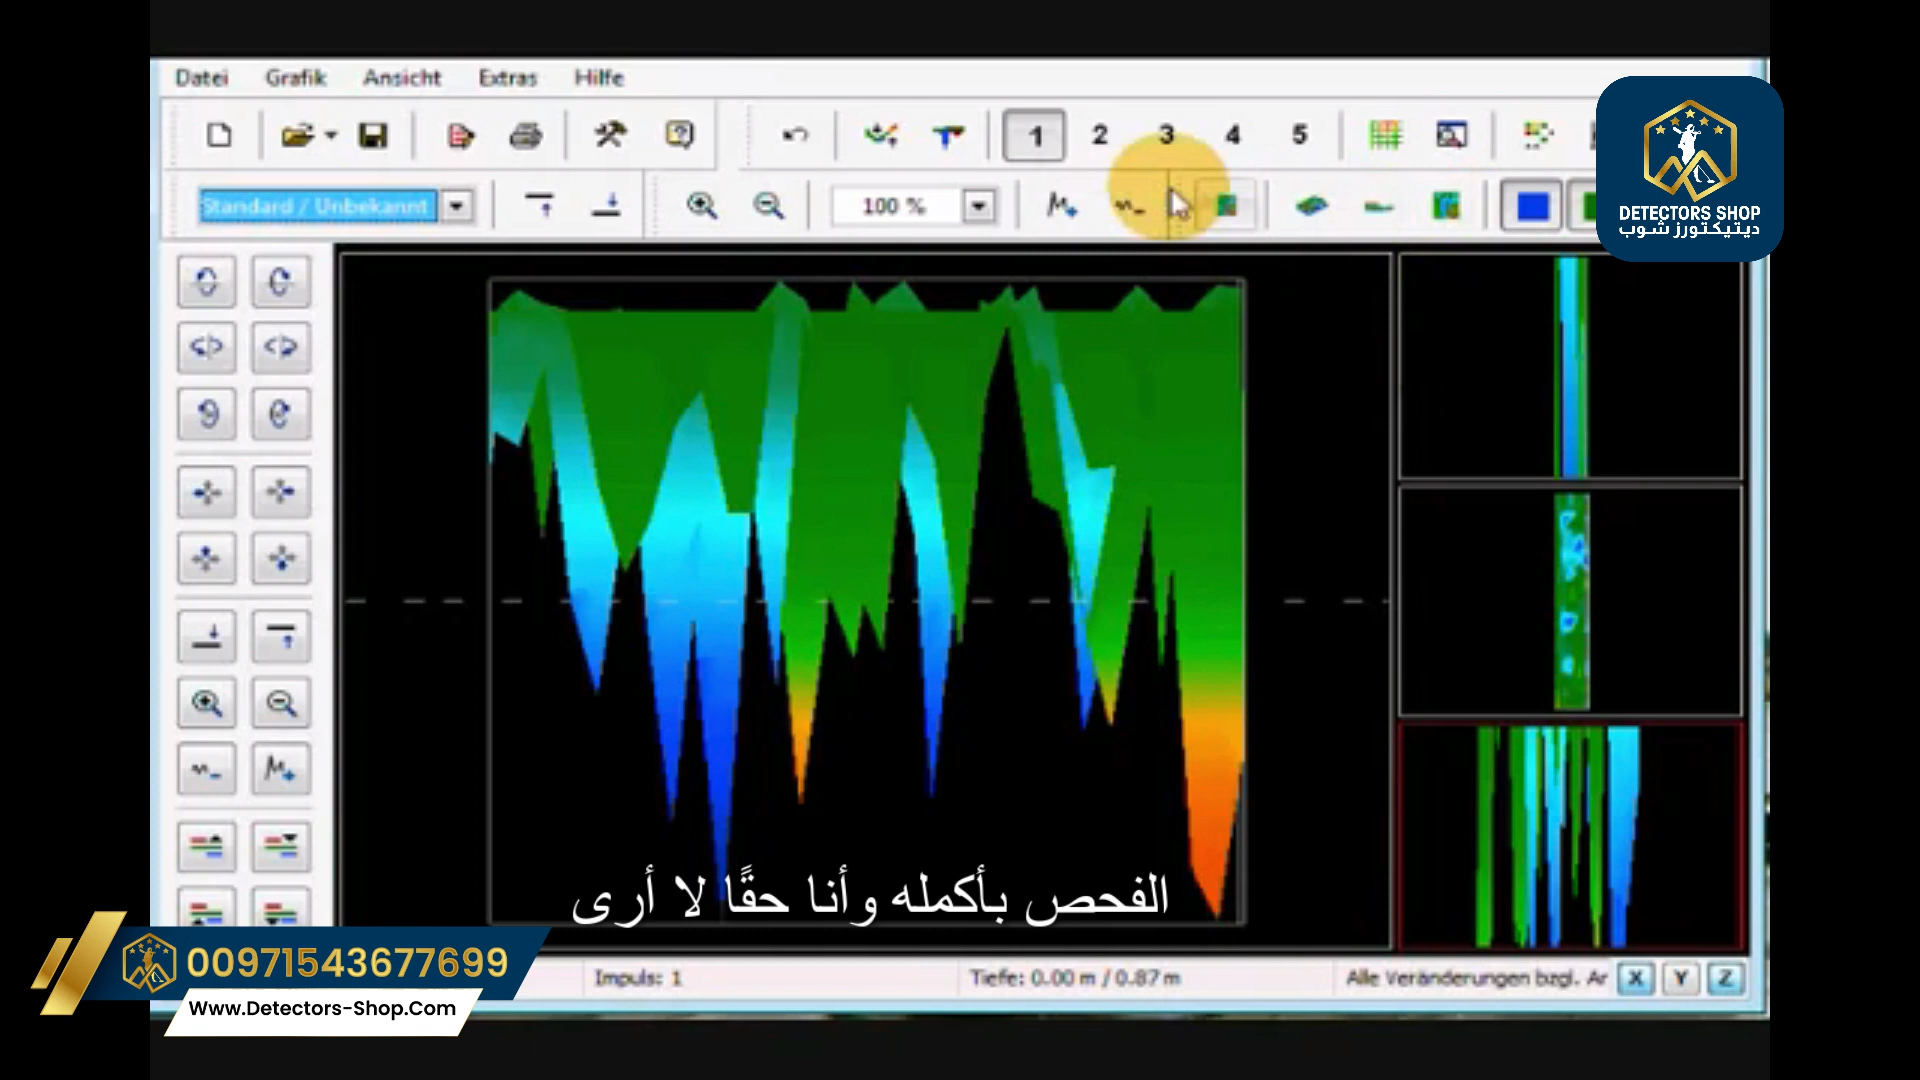 Datei Grafik Ansicht Extras Hilfe
1 2 3 4 5
Standard / Unbekannt
100 %
DETECTORS SHOP
ديتيكتورز شوب
الفحص بأكمله وأنا حقًا لا أرى
00971543677699
Www.Detectors-Shop.Com
Impuls: 1
Tiefe: 0.00 m / 0.87 m
Alle Veränderungen bzgl. Ar
X Y Z